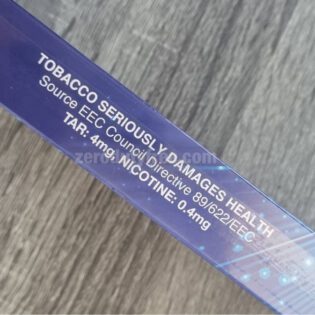 TOBACCO SERIOUSLY DAMAGES HEALTH
Source EEC Council Directive 89/622/EEC
TAR: 4mg, NICOTINE: 0.4mg